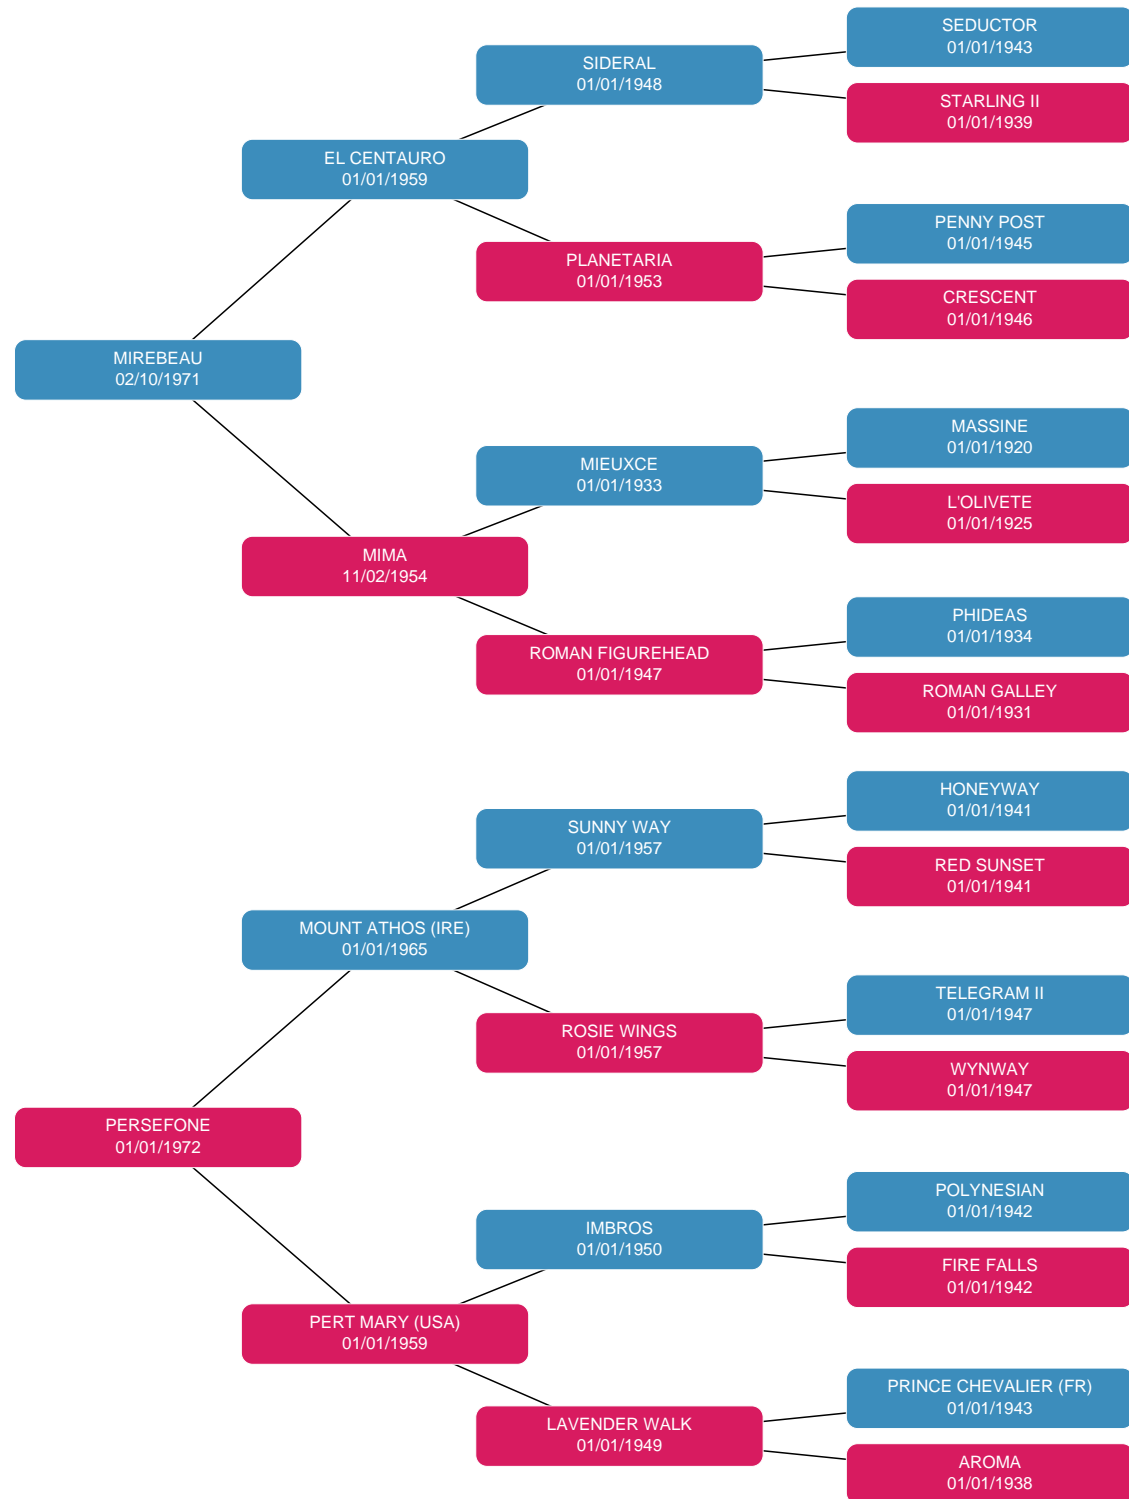 SEDUCTOR
01/01/1943
SIDERAL
01/01/1948
STARLING II
01/01/1939
EL CENTAURO
01/01/1959
PENNY POST
01/01/1945
PLANETARIA
01/01/1953
CRESCENT
01/01/1946
MIREBEAU
02/10/1971
MASSINE
01/01/1920
MIEUXCE
01/01/1933
L'OLIVETE
01/01/1925
MIMA
11/02/1954
PHIDEAS
01/01/1934
ROMAN FIGUREHEAD
01/01/1947
ROMAN GALLEY
01/01/1931
HONEYWAY
01/01/1941
SUNNY WAY
01/01/1957
RED SUNSET
01/01/1941
MOUNT ATHOS (IRE)
01/01/1965
TELEGRAM II
01/01/1947
ROSIE WINGS
01/01/1957
WYNWAY
01/01/1947
PERSEFONE
01/01/1972
POLYNESIAN
01/01/1942
IMBROS
01/01/1950
FIRE FALLS
01/01/1942
PERT MARY (USA)
01/01/1959
PRINCE CHEVALIER (FR)
01/01/1943
LAVENDER WALK
01/01/1949
AROMA
01/01/1938